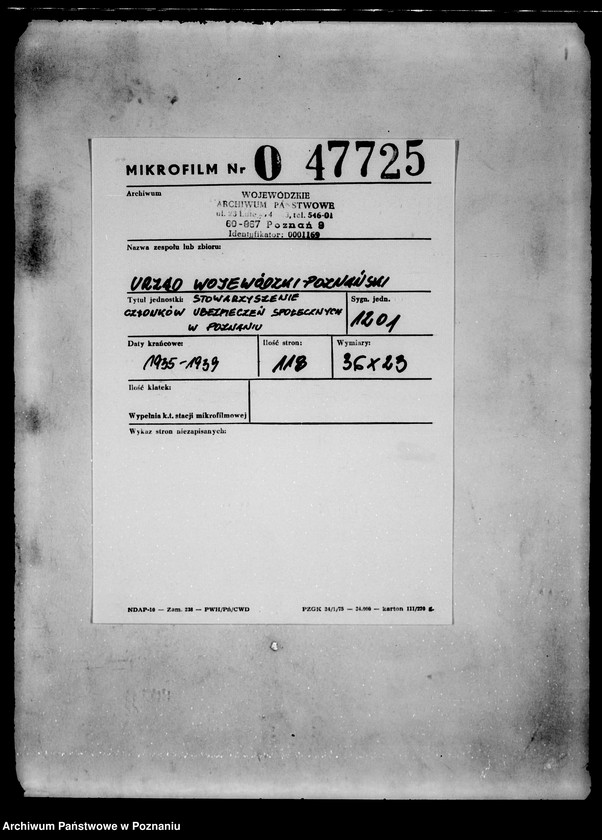 MIKROFILM Nr 0 47725
Archiwum
WOJEWÓDZKIE
ARCHIWUM PAŃSTWOWE
tel. 546-01
60-967 Poznań 9
Identyfikator: 0001169
Nazwa zespołu lub zbioru:
URZĄD WOJEWÓDZKI POZNAŃSKI
Tytuł jednostki: STOWARZYSZENIE
CZŁONKÓW UBEZPIECZEŃ SPOŁECZNYCH
W POZNANIU
Sygn. jedn.
1201
Daty krańcowe:
1935-1939
Ilość stron:
118
Wymiary:
36x23
Ilość klatek:
Wypełnia k.t. stacji mikrofilmowej
Wykaz stron niezapisanych:
NDAP-16 — Zam. 238 — PWH/Pń/CWD
PZGK 24/1/78 — 24.000 — karton III/220 g.
Archiwum Państwowe w Poznaniu